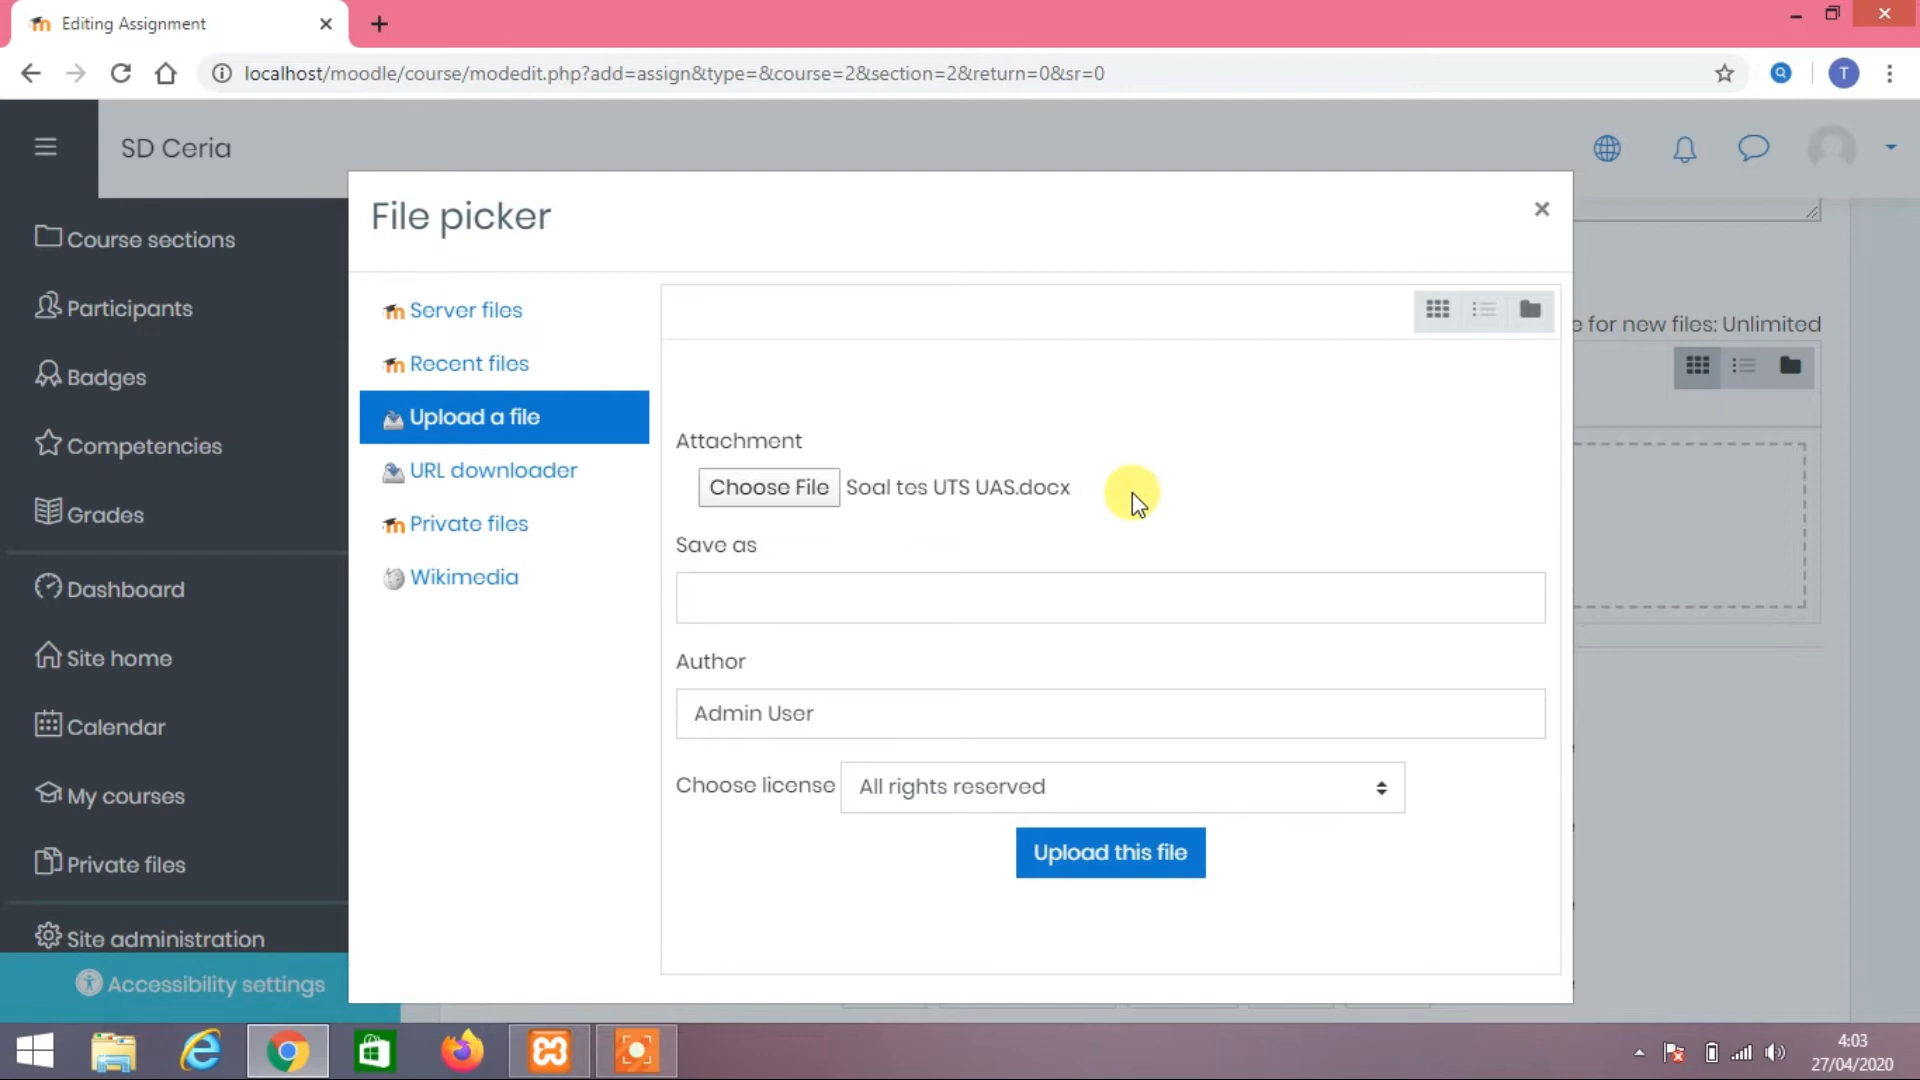 Editing Assignment
localhost/moodle/course/modedit.php?add=assign&type=&course=2&section=2&return=0&sr=0
T
SD Ceria
Course sections
Participants
Badges
Competencies
Grades
Dashboard
Site home
Calendar
My courses
Private files
Site administration
Accessibility settings
File picker
Server files
Recent files
Upload a file
URL downloader
Private files
Wikimedia
Attachment
Choose File Soal tes UTS UAS.docx
Save as
Author
Admin User
Choose license All rights reserved
Upload this file
for new files: Unlimited
4:03
27/04/2020